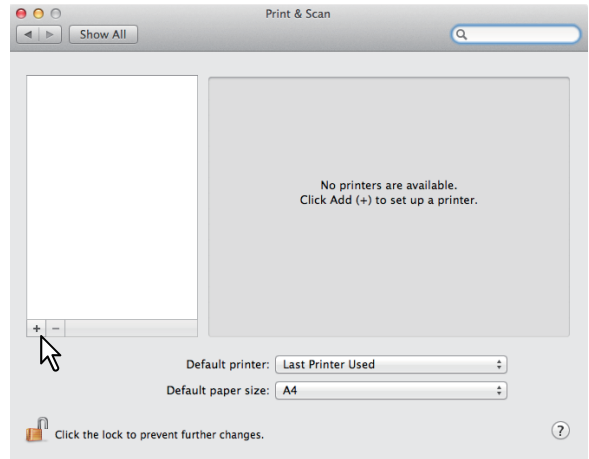 Print & Scan
Show All
No printers are available.
Click Add (+) to set up a printer.
+ −
Default printer: Last Printer Used
Default paper size: A4
Click the lock to prevent further changes.
?